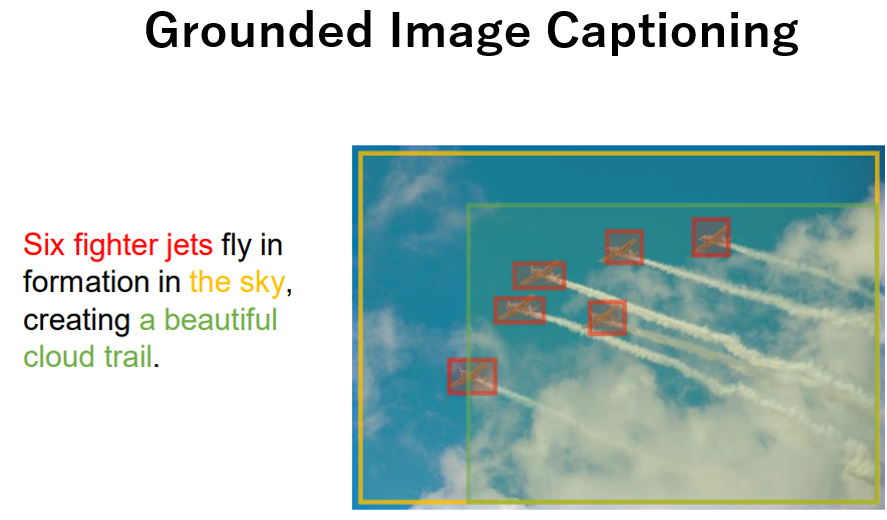 Grounded Image Captioning
Six fighter jets fly in
formation in the sky,
creating a beautiful
cloud trail.